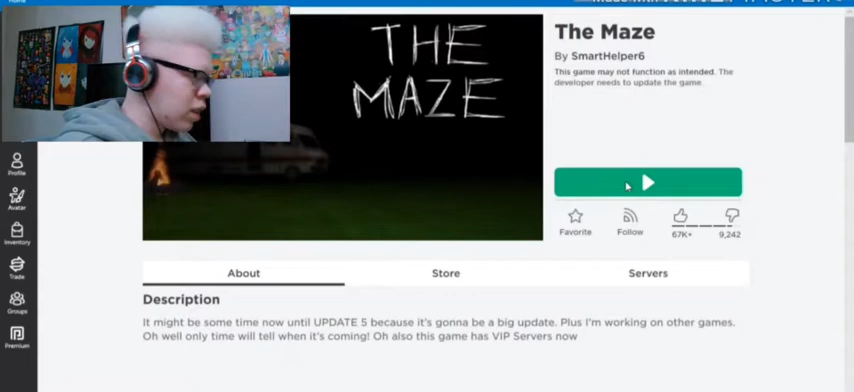 Home
THE
MAZE
The Maze
By SmartHelper6
This game may not function as intended. The
developer needs to update the game.
Profile
Avatar
Inventory
Trade
Groups
Premium
Favorite
Follow
67K+
9,242
About
Store
Servers
Description
It might be some time now until UPDATE 5 because it's gonna be a big update. Plus I'm working on other games.
Oh well only time will tell when it's coming! Oh also this game has VIP Servers now